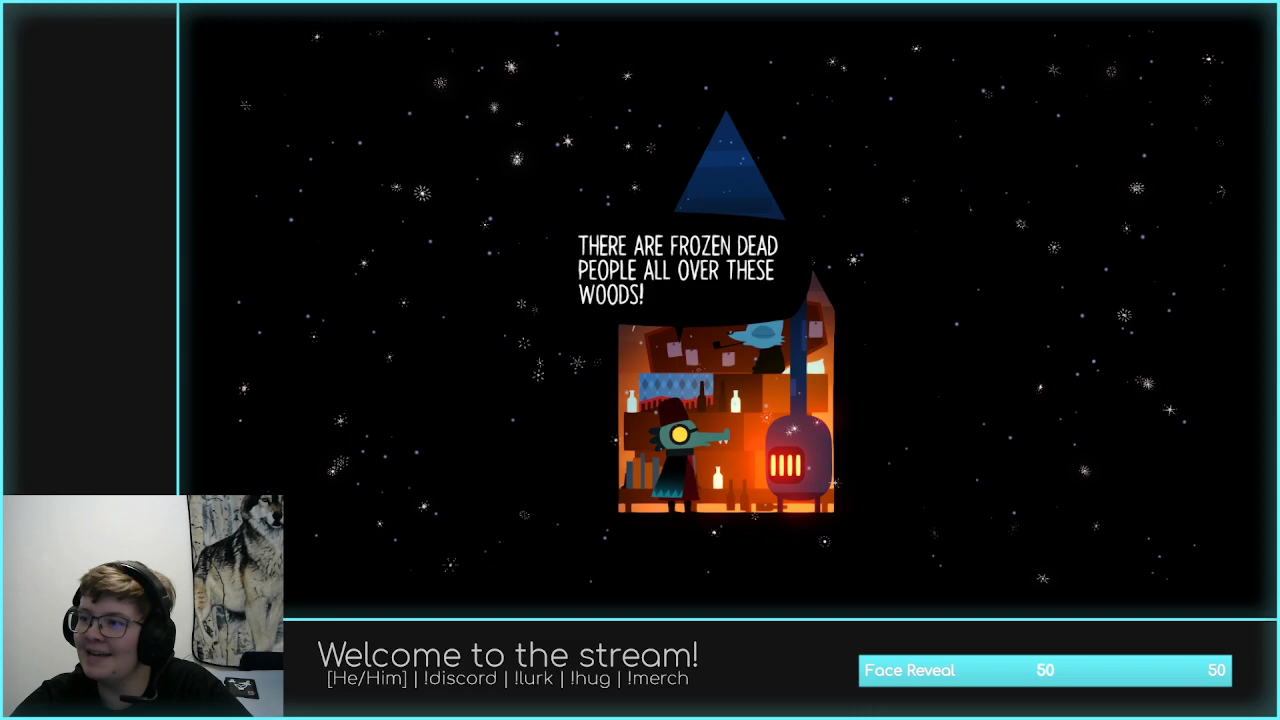 THERE ARE FROZEN DEAD
PEOPLE ALL OVER THESE
WOODS!
Welcome to the stream!
[He/Him] | !discord | !lurk | !hug | !merch
Face Reveal 50 50